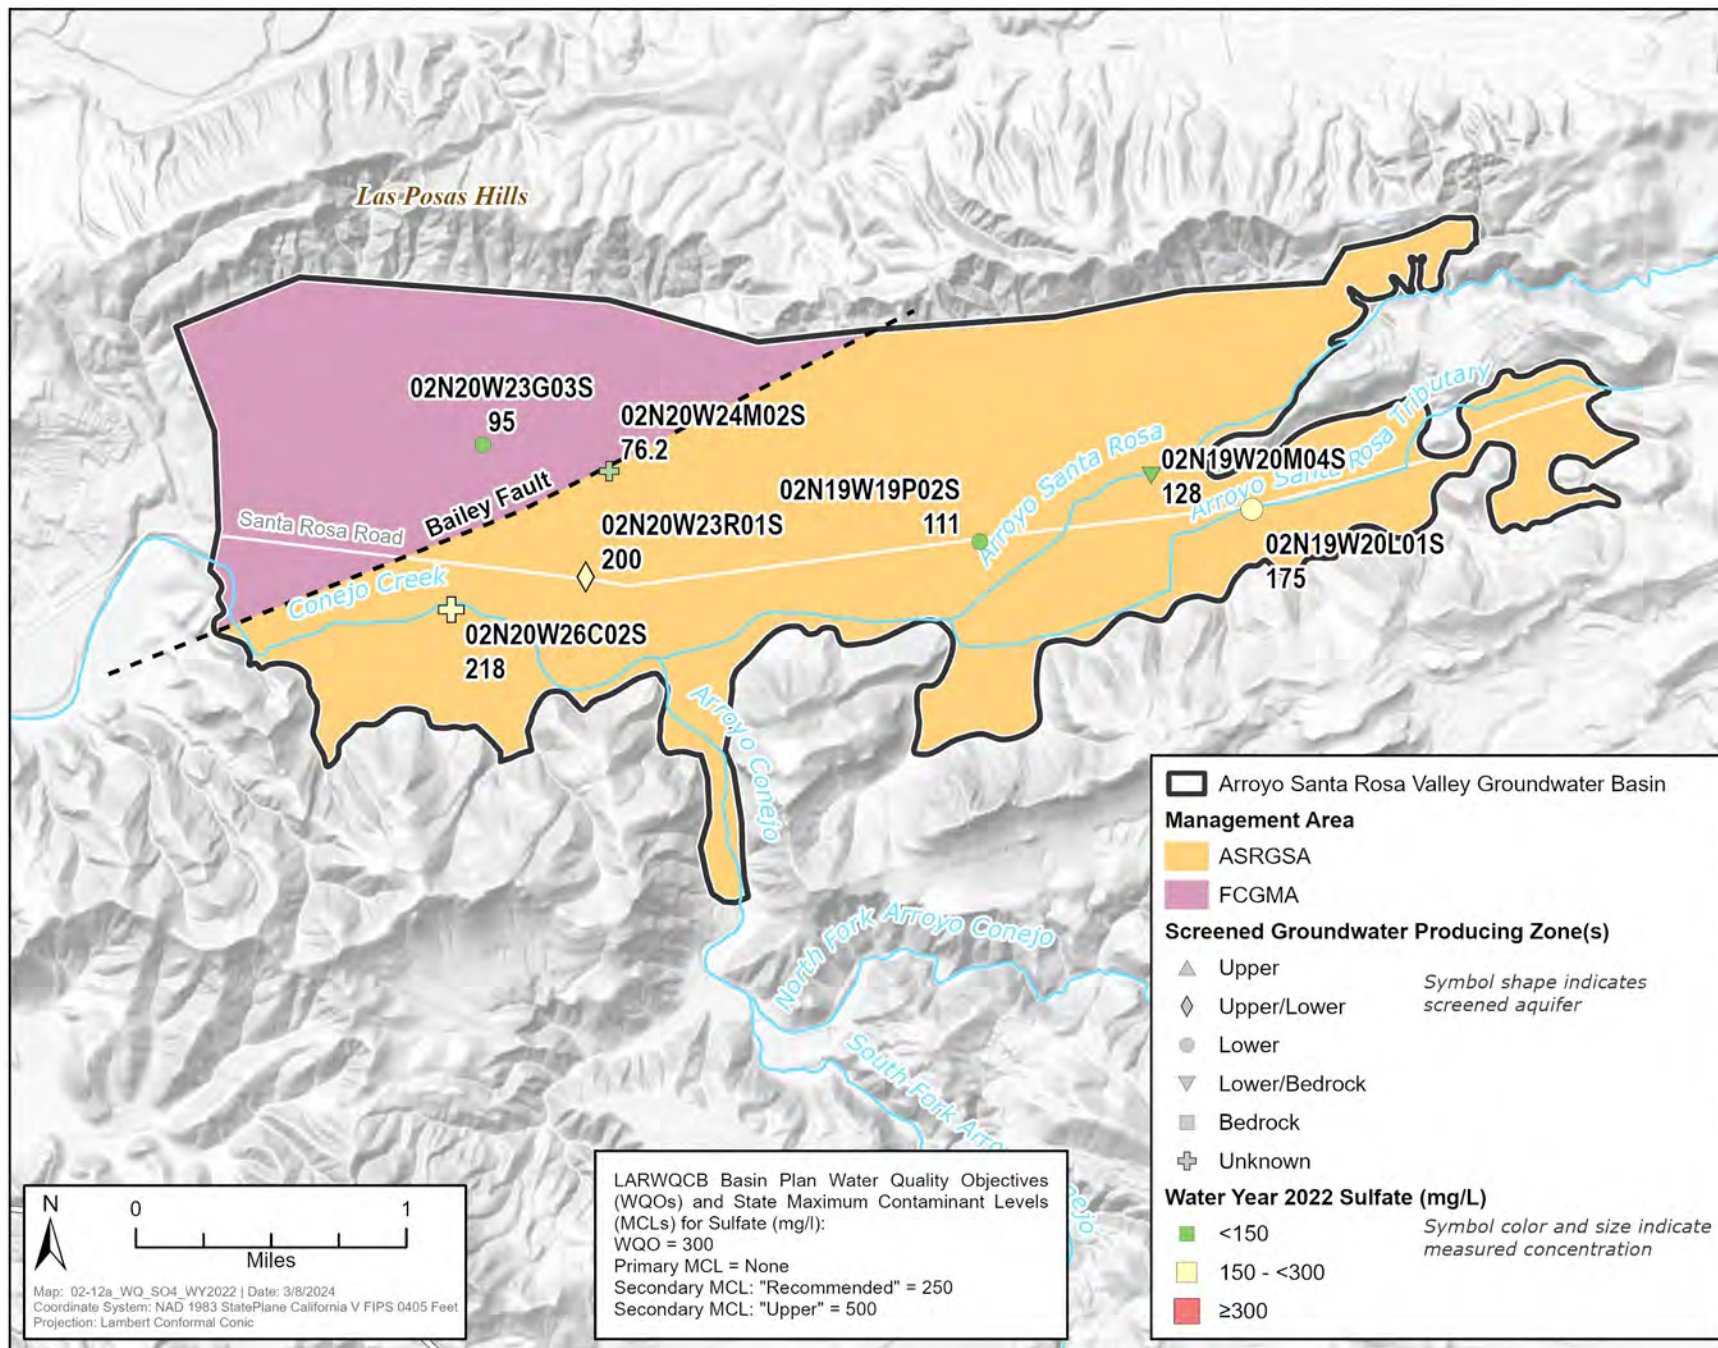 Las Posas Hills
02N20W23G03S
95
02N20W24M02S
76.2
Bailey Fault
Santa Rosa Road
Conejo Creek
02N20W23R01S
200
02N20W26C02S
218
02N19W19P02S
111
Arroyo Santa Rosa
02N19W20M04S
128
Arroyo Santa Rosa Tributary
02N19W20L01S
175
Arroyo Conejo
North Fork Arroyo Conejo
South Fork Arro
nejo
Arroyo Santa Rosa Valley Groundwater Basin
Management Area
ASRGSA
FCGMA
Screened Groundwater Producing Zone(s)
Upper
Upper/Lower
Lower
Lower/Bedrock
Bedrock
Unknown
Symbol shape indicates
screened aquifer
Water Year 2022 Sulfate (mg/L)
<150
150 - <300
≥300
Symbol color and size indicate
measured concentration
LARWQCB Basin Plan Water Quality Objectives
(WQOs) and State Maximum Contaminant Levels
(MCLs) for Sulfate (mg/l):
WQO = 300
Primary MCL = None
Secondary MCL: "Recommended" = 250
Secondary MCL: "Upper" = 500
N
0 1
Miles
Map: 02-12a_WQ_SO4_WY2022 | Date: 3/8/2024
Coordinate System: NAD 1983 StatePlane California V FIPS 0405 Feet
Projection: Lambert Conformal Conic